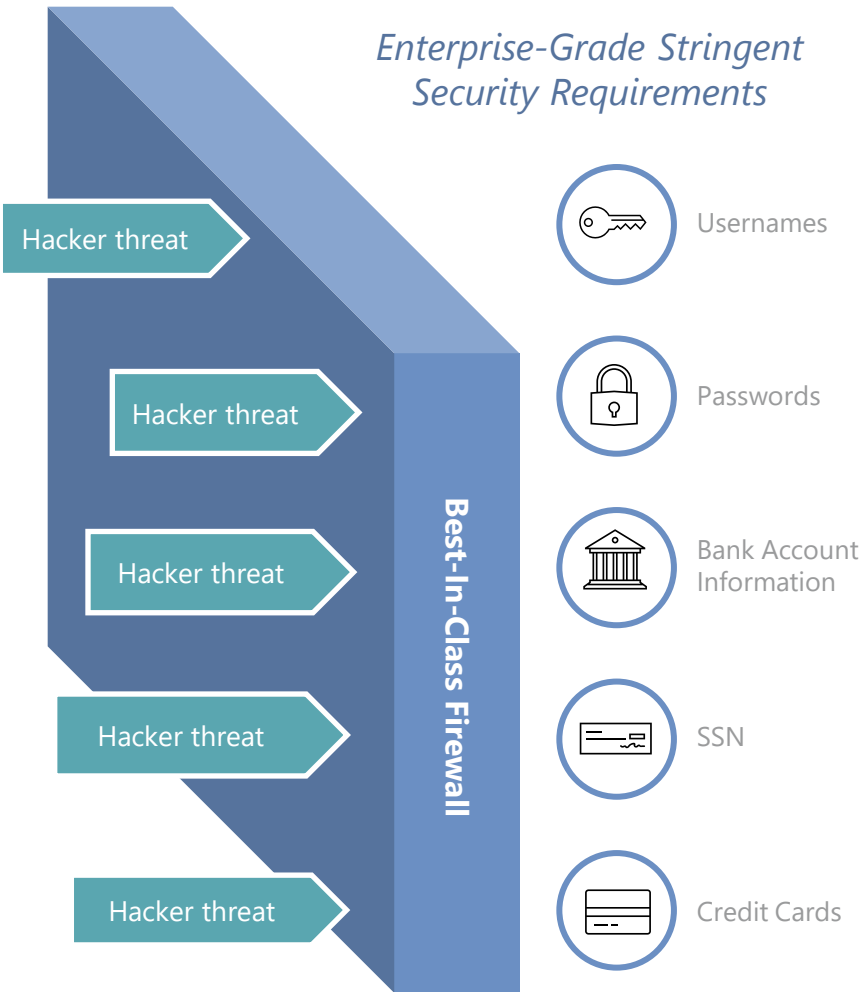 Enterprise-Grade Stringent
Security Requirements
Hacker threat
Usernames
Hacker threat
Passwords
Hacker threat
Bank Account
Information
Best-In-Class Firewall
Hacker threat
SSN
Hacker threat
Credit Cards